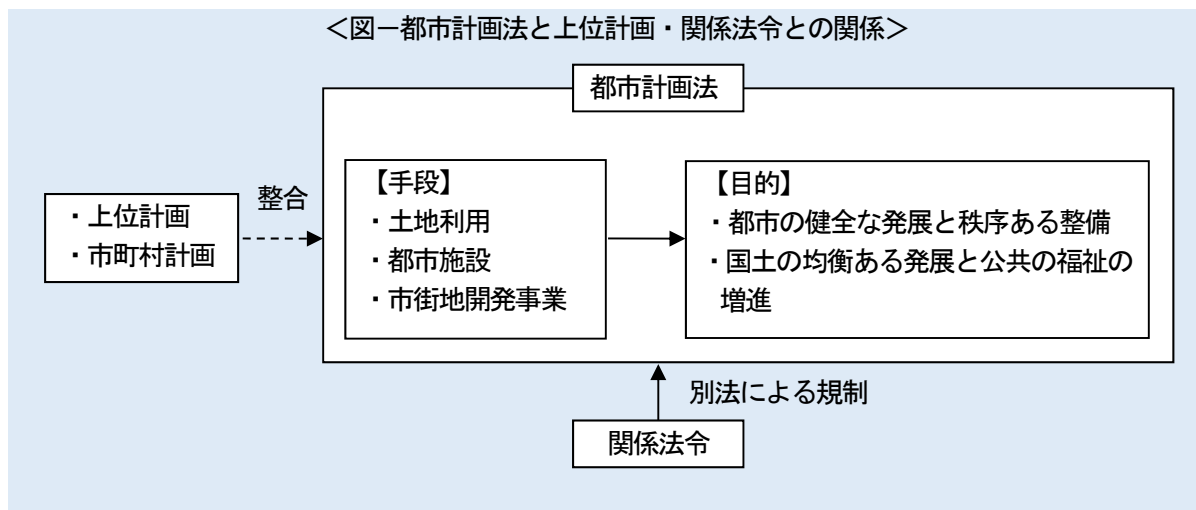 ＜図－都市計画法と上位計画・関係法令との関係＞
都市計画法
・上位計画
・市町村計画
整合
【手段】
・土地利用
・都市施設
・市街地開発事業
【目的】
・都市の健全な発展と秩序ある整備
・国土の均衡ある発展と公共の福祉の
増進
別法による規制
関係法令